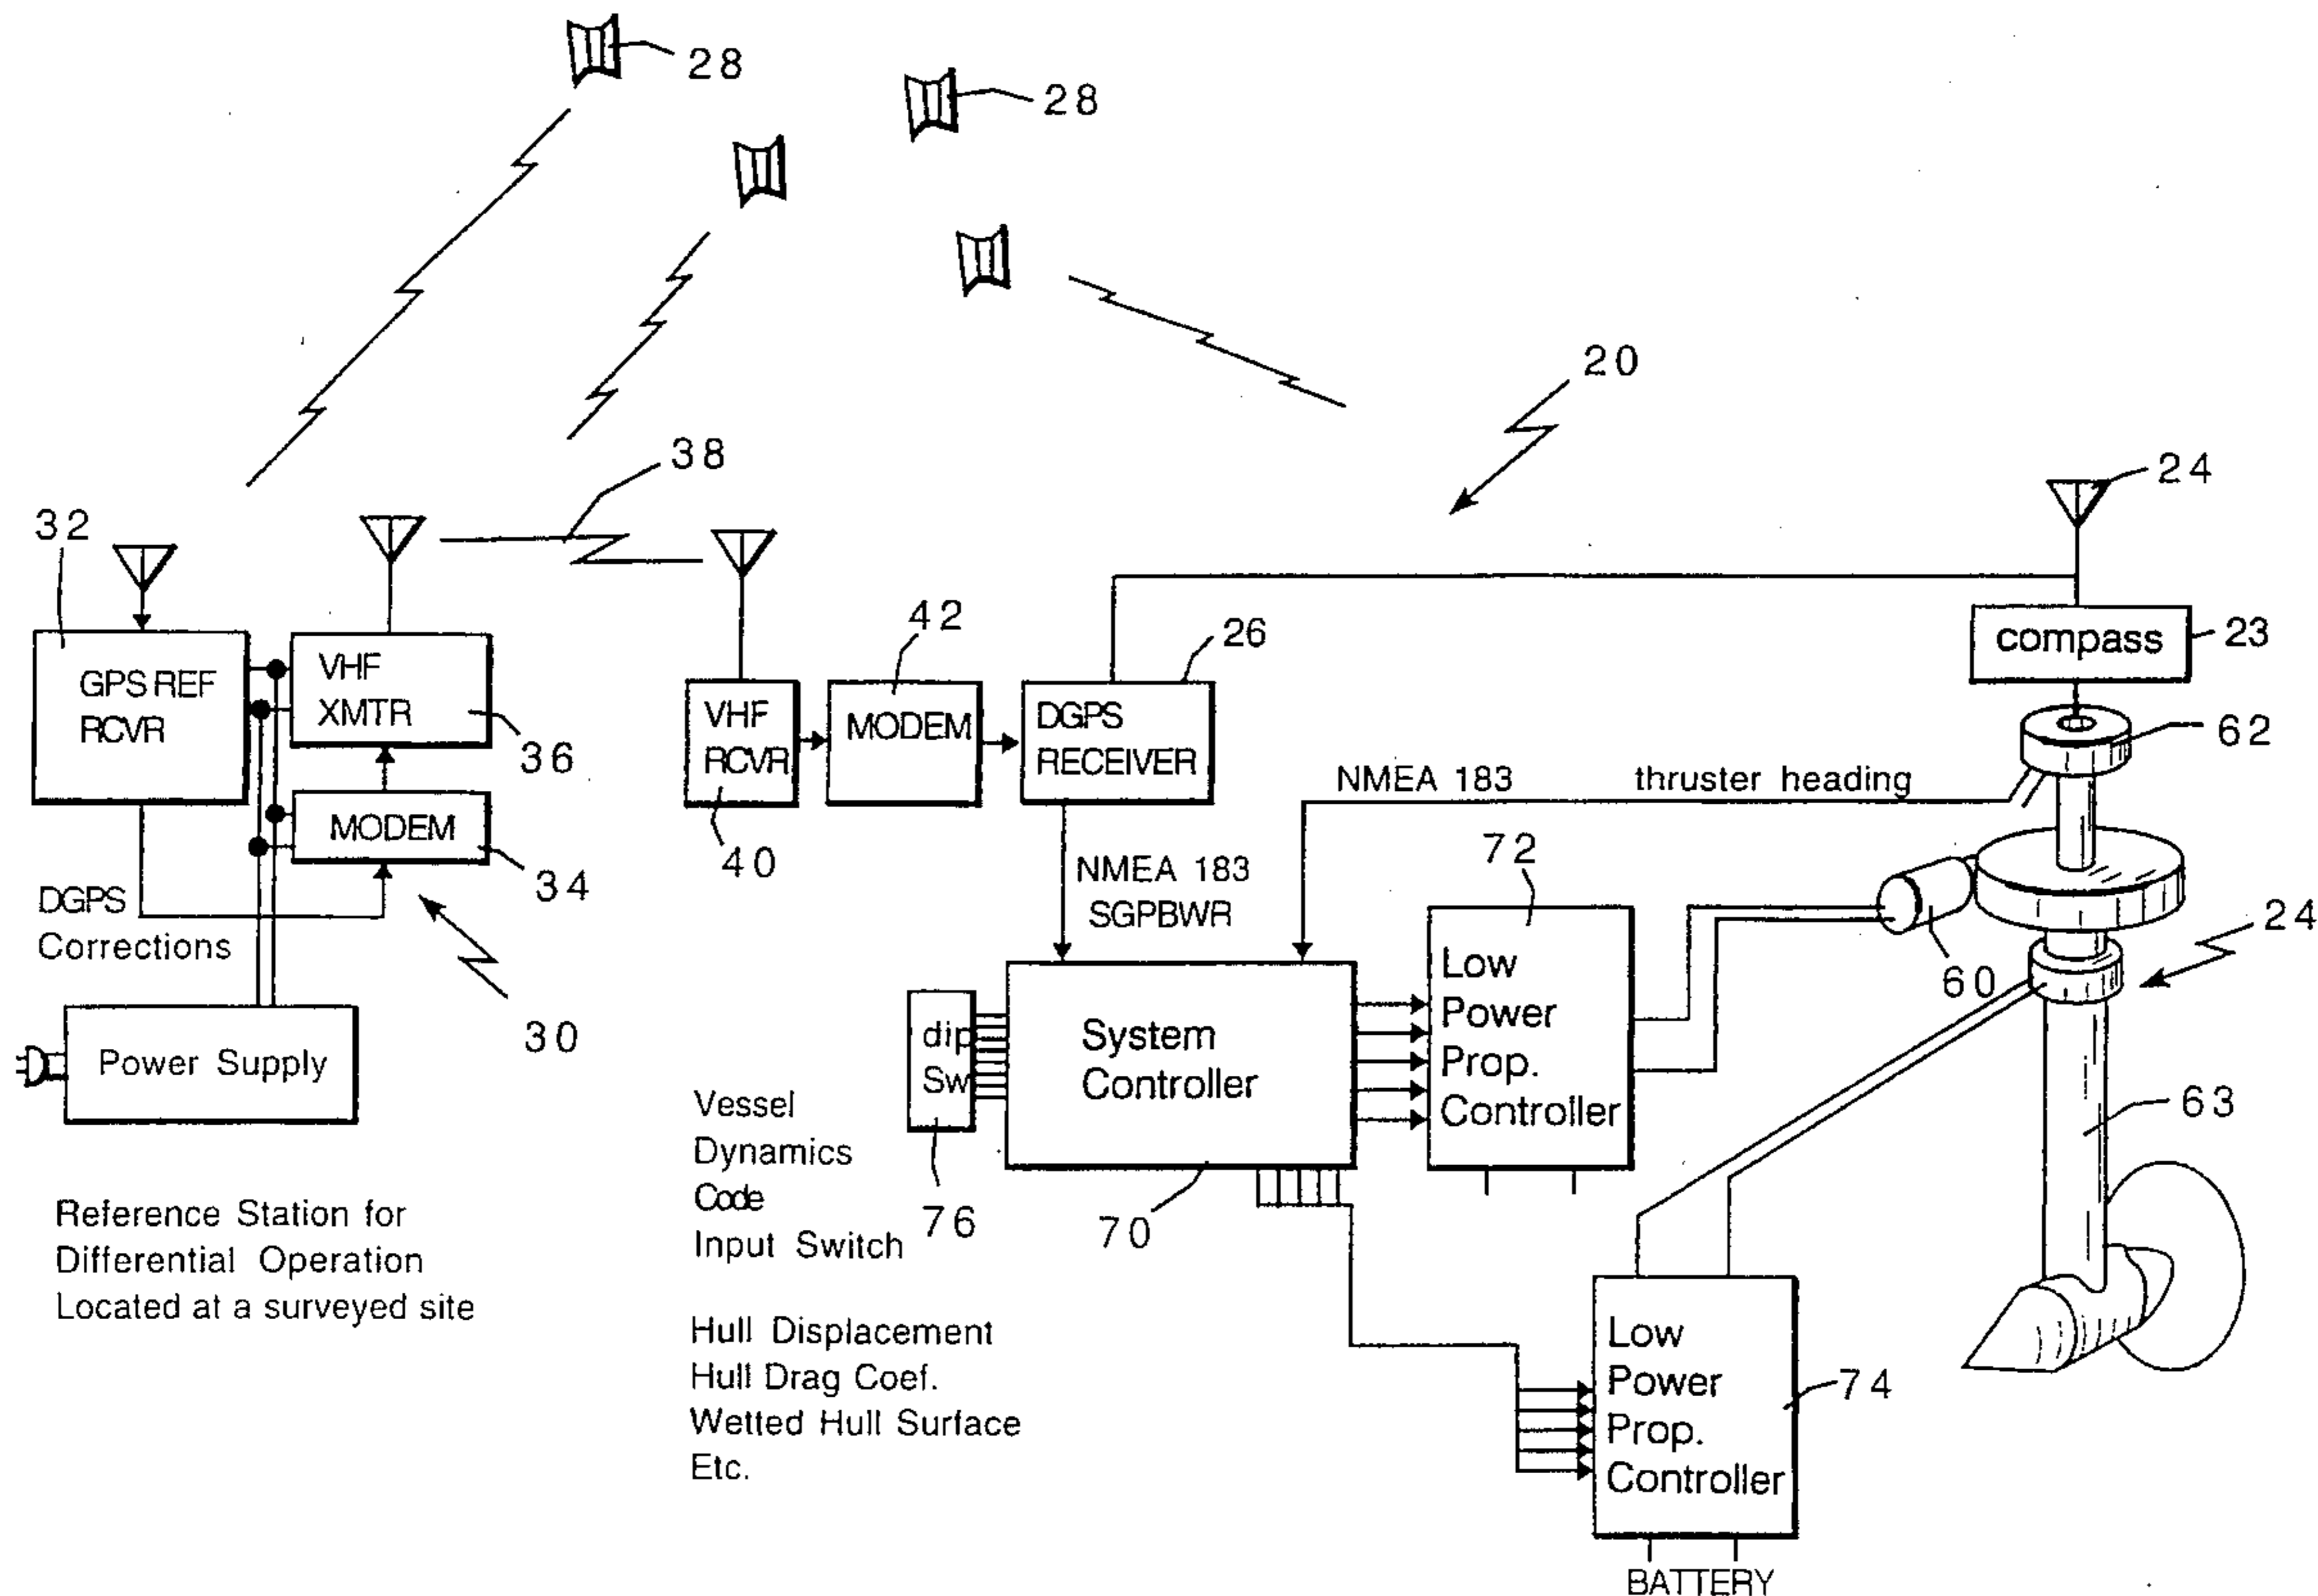 28
28
20
38
24
32
42
26
compass
23
GPS REF
RCVR
VHF
XMTR
36
VHF
RCVR
MODEM
DGPS
RECEIVER
62
NMEA 183 thruster heading
MODEM
34
40
72
DGPS
Corrections
NMEA 183
SGPBWR
60
24
30
Power Supply
dip
Sw
System
Controller
Low
Power
Prop.
Controller
63
Vessel
Dynamics
Code
Input Switch
76
70
Reference Station for
Differential Operation
Located at a surveyed site
Hull Displacement
Hull Drag Coef.
Wetted Hull Surface
Etc.
Low
Power
Prop.
Controller
74
BATTERY